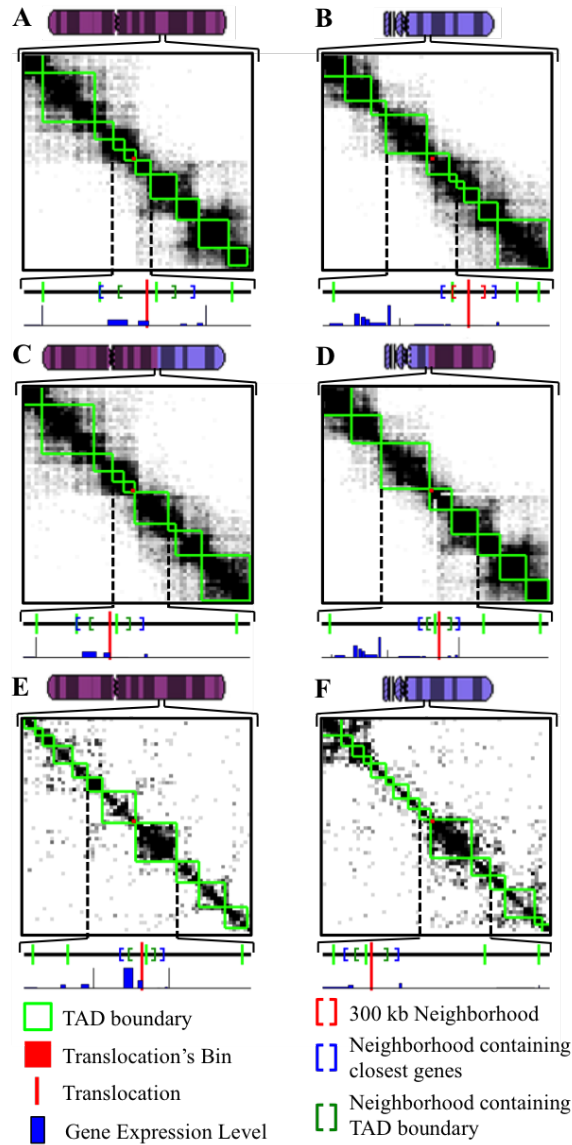 A
B
C
D
E
F
TAD boundary
Translocation's Bin
Translocation
Gene Expression Level
300 kb Neighborhood
Neighborhood containing
closest genes
Neighborhood containing
TAD boundary